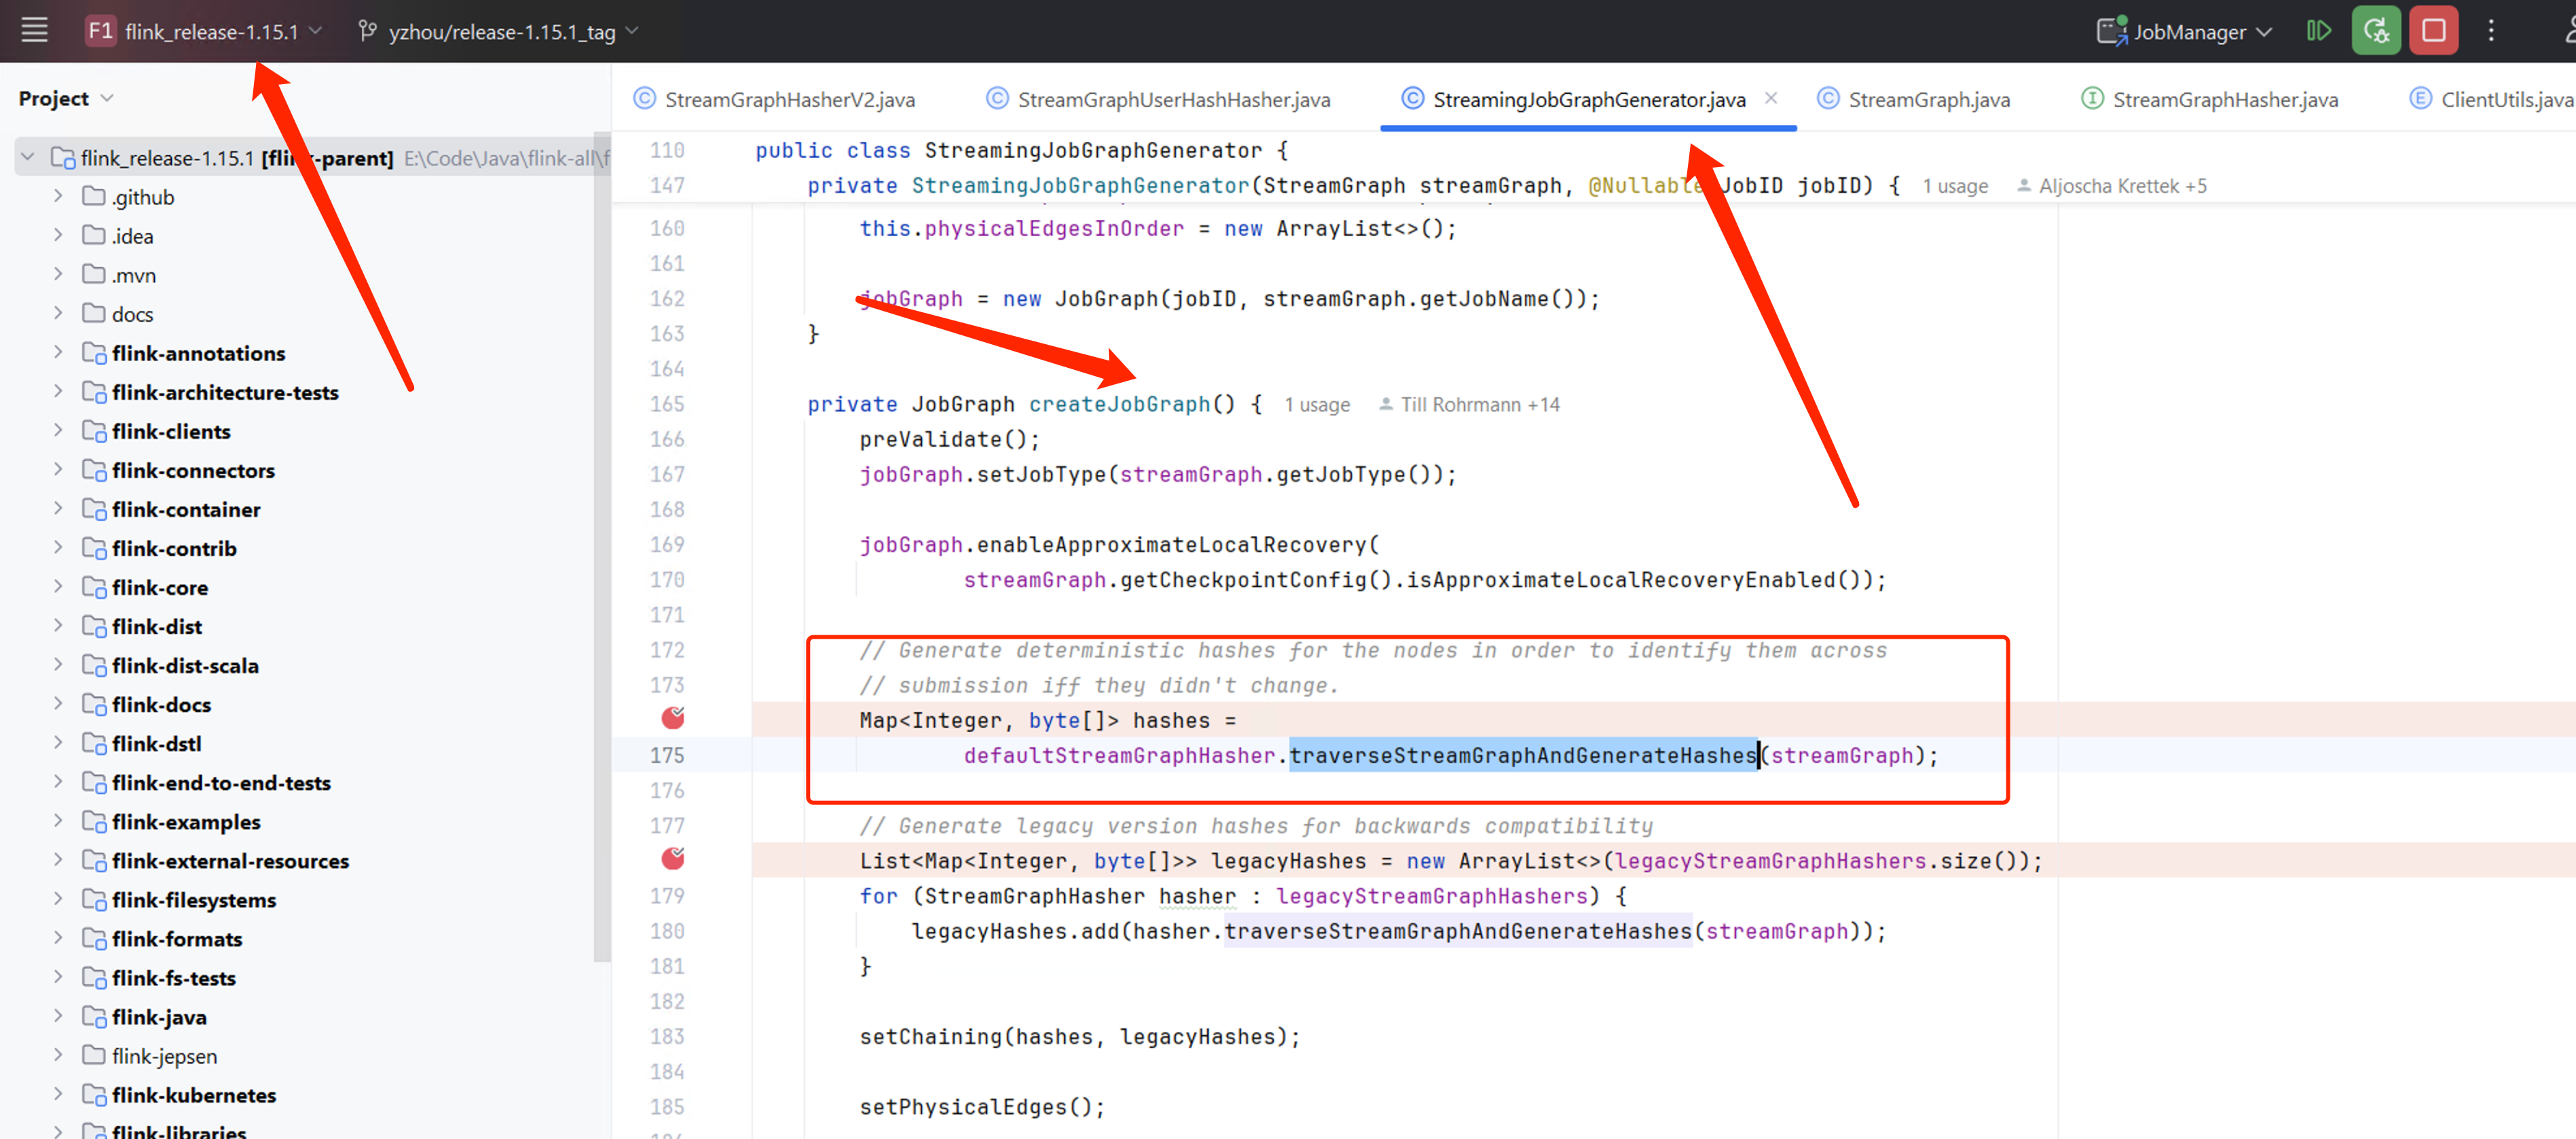 F1 flink_release-1.15.1 yzhou/release-1.15.1_tag JobManager
Project
flink_release-1.15.1 [flink-parent] E:\Code\Java\flink-all\f
.github
.idea
.mvn
docs
flink-annotations
flink-architecture-tests
flink-clients
flink-connectors
flink-container
flink-contrib
flink-core
flink-dist
flink-dist-scala
flink-docs
flink-dstl
flink-end-to-end-tests
flink-examples
flink-external-resources
flink-filesystems
flink-formats
flink-fs-tests
flink-java
flink-jepsen
flink-kubernetes
flink-libraries
StreamGraphHasherV2.java StreamGraphUserHashHasher.java StreamingJobGraphGenerator.java StreamGraph.java StreamGraphHasher.java ClientUtils.java
110 public class StreamingJobGraphGenerator {
147 private StreamingJobGraphGenerator(StreamGraph streamGraph, @Nullable JobID jobID) { 1 usage Aljoscha Krettek +5
160 this.physicalEdgesInOrder = new ArrayList<>();
161
162 jobGraph = new JobGraph(jobID, streamGraph.getJobName());
163 }
164
165 private JobGraph createJobGraph() { 1 usage Till Rohrmann +14
166 preValidate();
167 jobGraph.setJobType(streamGraph.getJobType());
168
169 jobGraph.enableApproximateLocalRecovery(
170 streamGraph.getCheckpointConfig().isApproximateLocalRecoveryEnabled());
171
172 // Generate deterministic hashes for the nodes in order to identify them across
173 // submission iff they didn't change.
Map<Integer, byte[]> hashes =
175 defaultStreamGraphHasher.traverseStreamGraphAndGenerateHashes(streamGraph);
176
177 // Generate legacy version hashes for backwards compatibility
List<Map<Integer, byte[]>> legacyHashes = new ArrayList<>(legacyStreamGraphHashers.size());
179 for (StreamGraphHasher hasher : legacyStreamGraphHashers) {
180 legacyHashes.add(hasher.traverseStreamGraphAndGenerateHashes(streamGraph));
181 }
182
183 setChaining(hashes, legacyHashes);
184
185 setPhysicalEdges();